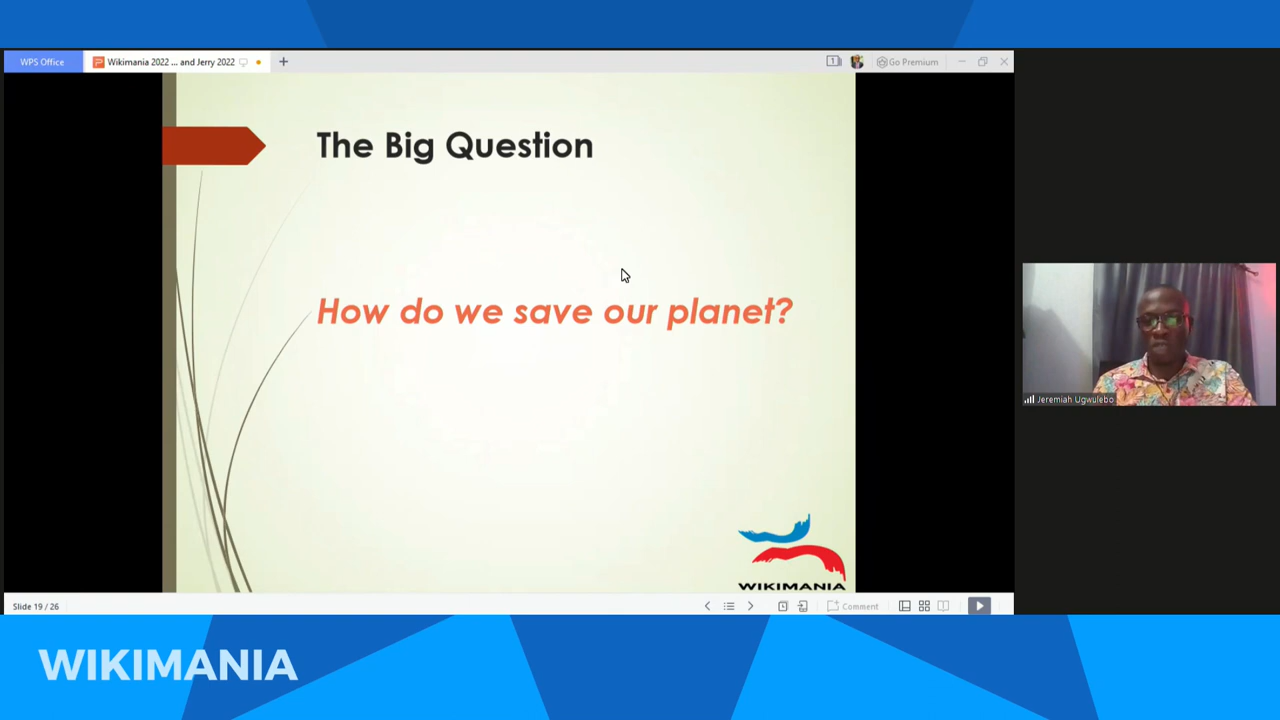 WPS Office
Wikimania 2022 ... and Jerry 2022
1
Go Premium
The Big Question
How do we save our planet?
WIKIMANIA
Jeremiah Ugwulebo
Slide 19 / 26
Comment
WIKIMANIA